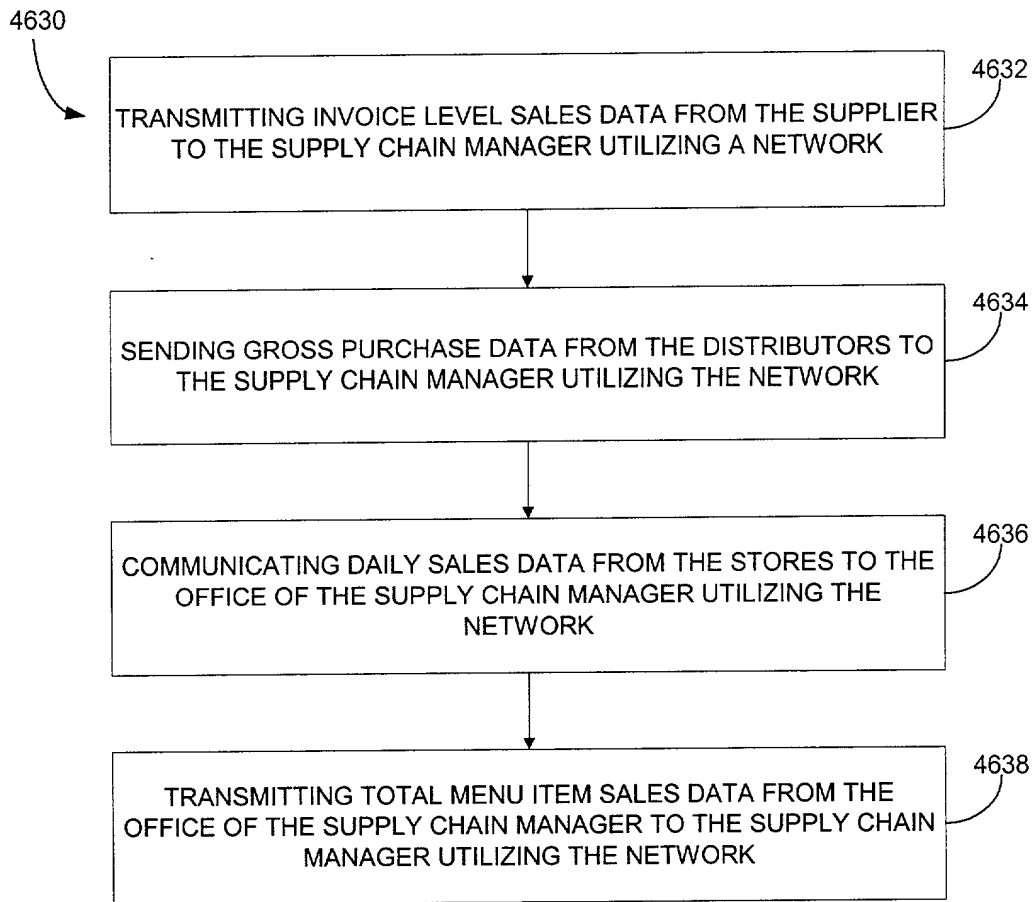 4630
4632
TRANSMITTING INVOICE LEVEL SALES DATA FROM THE SUPPLIER
TO THE SUPPLY CHAIN MANAGER UTILIZING A NETWORK
4634
SENDING GROSS PURCHASE DATA FROM THE DISTRIBUTORS TO
THE SUPPLY CHAIN MANAGER UTILIZING THE NETWORK
4636
COMMUNICATING DAILY SALES DATA FROM THE STORES TO THE
OFFICE OF THE SUPPLY CHAIN MANAGER UTILIZING THE
NETWORK
4638
TRANSMITTING TOTAL MENU ITEM SALES DATA FROM THE
OFFICE OF THE SUPPLY CHAIN MANAGER TO THE SUPPLY CHAIN
MANAGER UTILIZING THE NETWORK